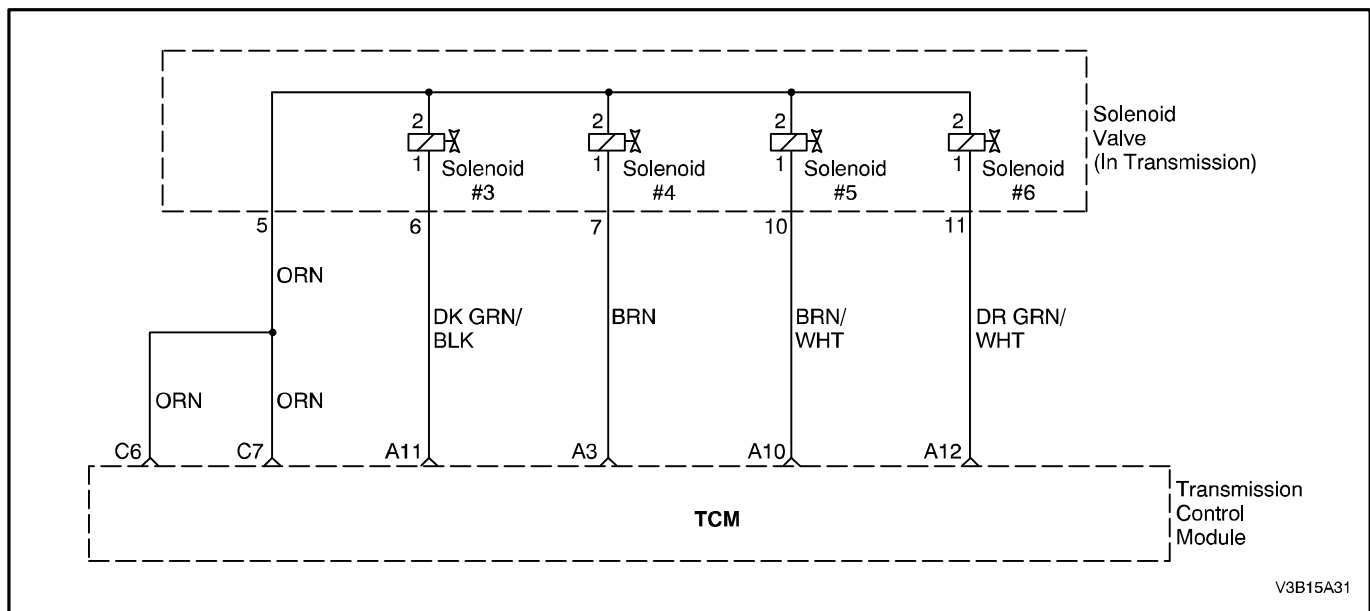 Solenoid
Valve
(In Transmission)
2
2
2
2
1
1
1
1
Solenoid
#3
Solenoid
#4
Solenoid
#5
Solenoid
#6
5
6
7
10
11
ORN
DK GRN/
BLK
BRN
BRN/
WHT
DR GRN/
WHT
ORN
ORN
C6
C7
A11
A3
A10
A12
TCM
Transmission
Control
Module
V3B15A31